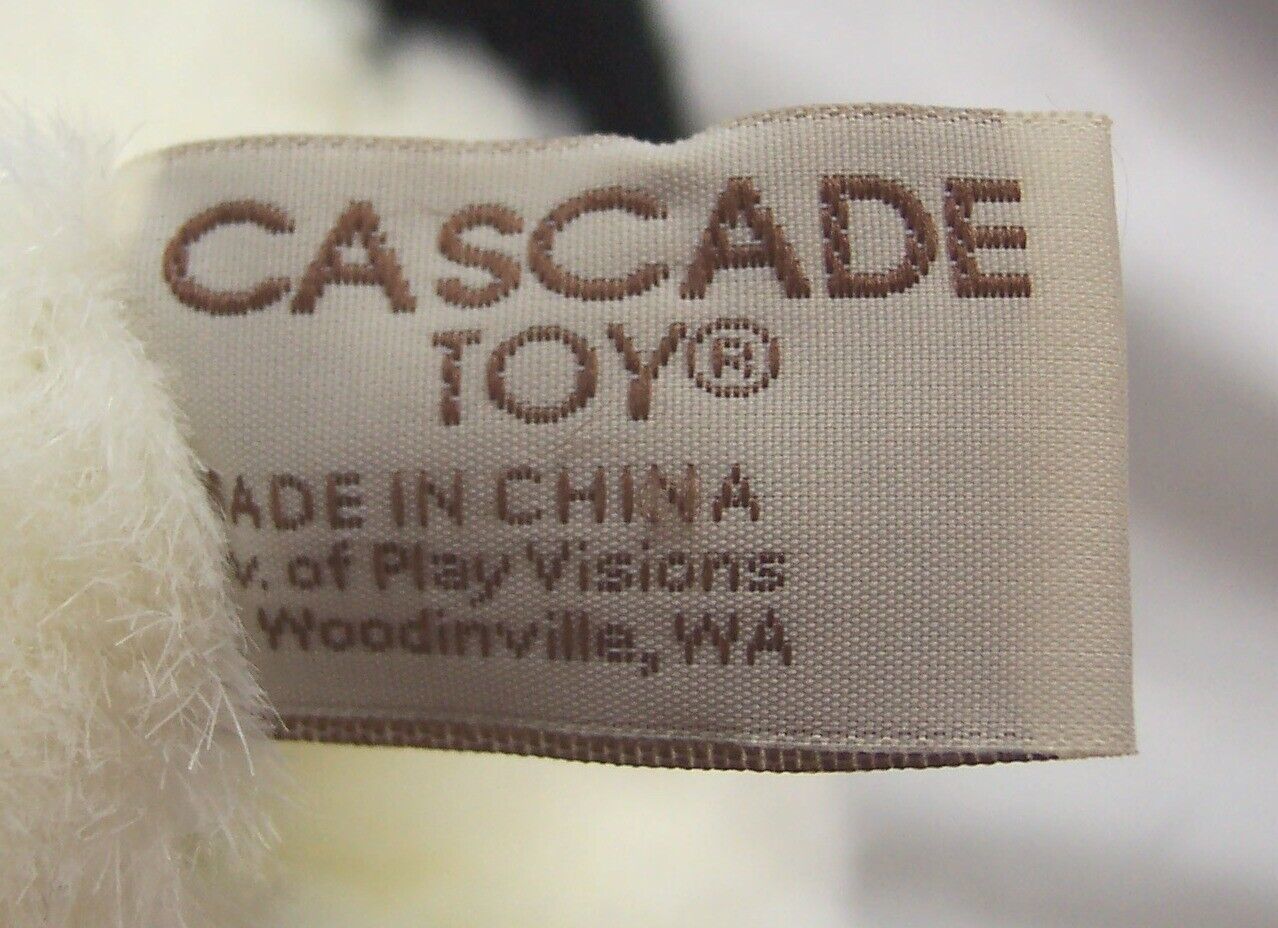 CASCADE
TOY®
ADE IN CHINA
v. of Play Visions
Woodinville, WA